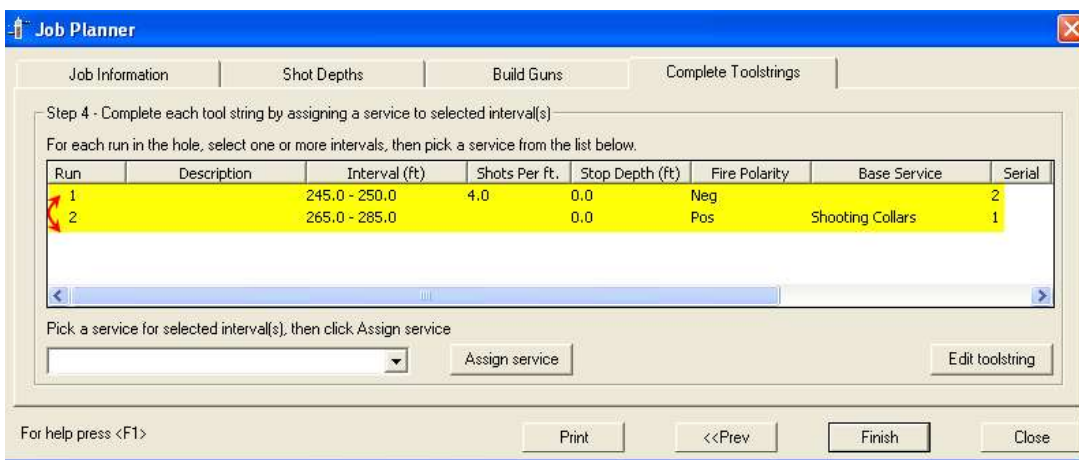 Job Planner
Job Information Shot Depths Build Guns Complete Toolstrings
Step 4 - Complete each tool string by assigning a service to selected interval(s)
For each run in the hole, select one or more intervals, then pick a service from the list below.
Run Description Interval (ft) Shots Per ft. Stop Depth (ft) Fire Polarity Base Service Serial
1 245.0 - 250.0 4.0 0.0 Neg 2
2 265.0 - 285.0 0.0 Pos Shooting Collars 1
Pick a service for selected interval(s), then click Assign service
Assign service Edit toolstring
For help press <F1> Print <<Prev Finish Close